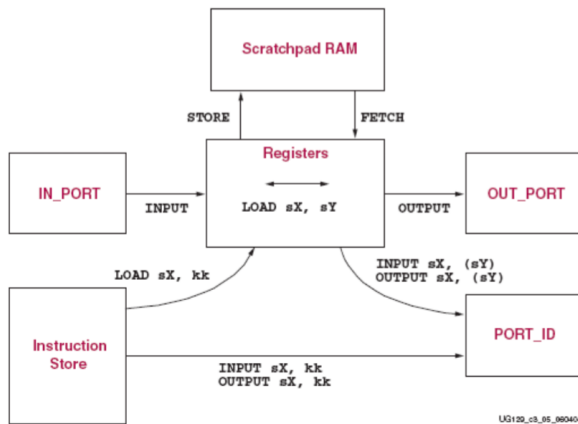 Scratchpad RAM
STORE
FETCH
Registers
LOAD sX, sY
IN_PORT
INPUT
OUTPUT
OUT_PORT
LOAD sX, kk
INPUT sX, (sY)
OUTPUT sX, (sY)
Instruction
Store
PORT_ID
INPUT sX, kk
OUTPUT sX, kk